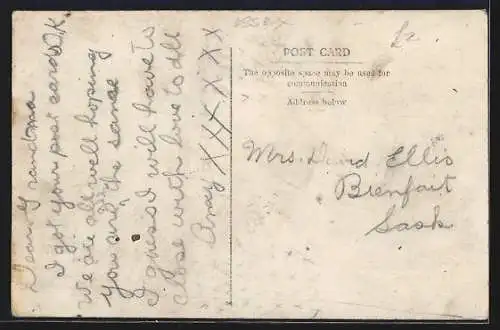 Dear Grandma
I got your post card O.K.
we are all well hoping
you are the same
I guess I will have to
close with love to all
Amy XXXXXX
POST CARD
The opposite space may be used for
communication
Address below
Mrs. David Ellis
Bienfait
Sask